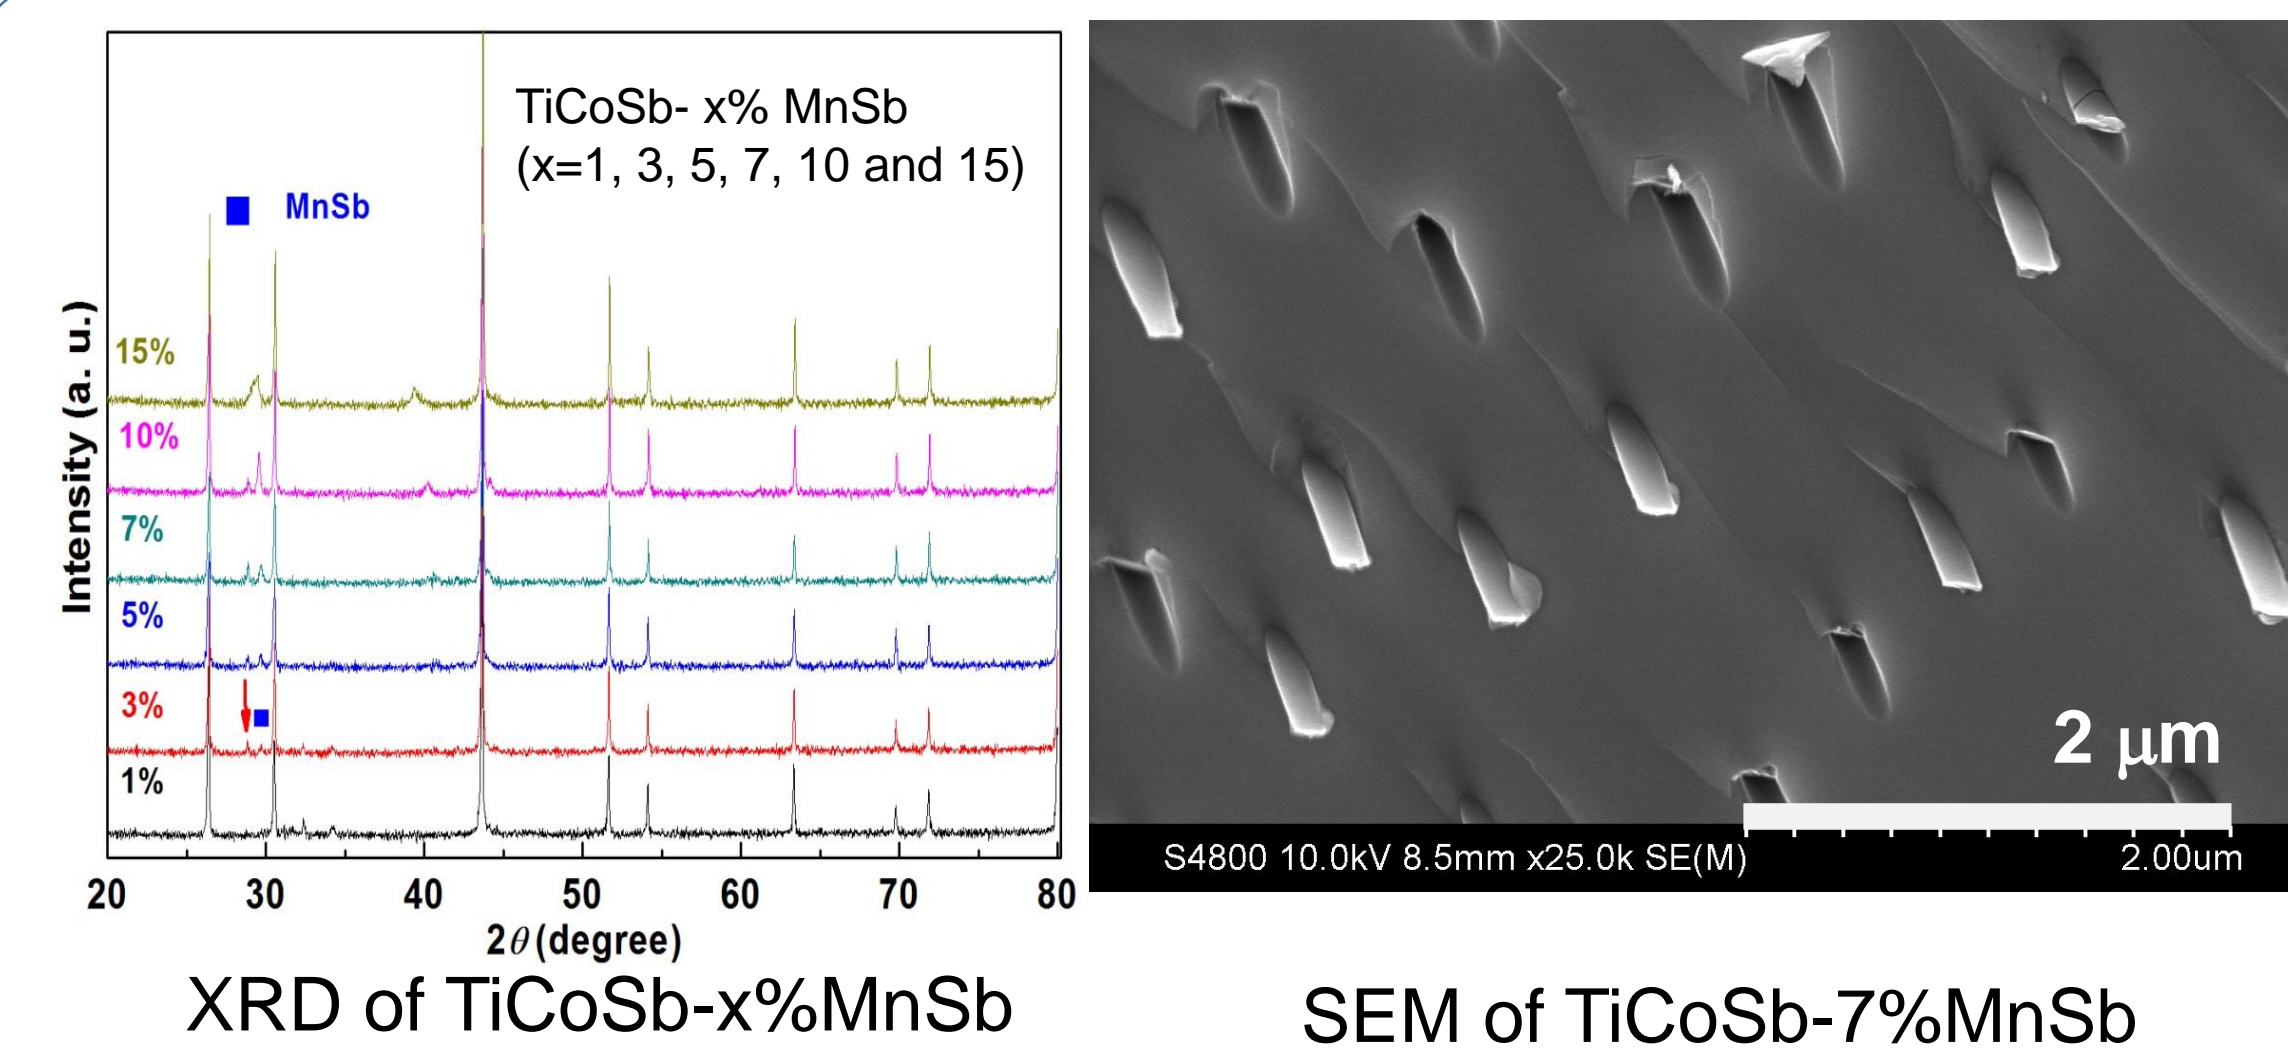 TiCoSb- x% MnSb
(x=1, 3, 5, 7, 10 and 15)
MnSb
15%
10%
7%
5%
3%
1%
Intensity (a. u.)
20 30 40 50 60 70 80
2θ (degree)
XRD of TiCoSb-x%MnSb
2 μm
S4800 10.0kV 8.5mm x25.0k SE(M) 2.00um
SEM of TiCoSb-7%MnSb